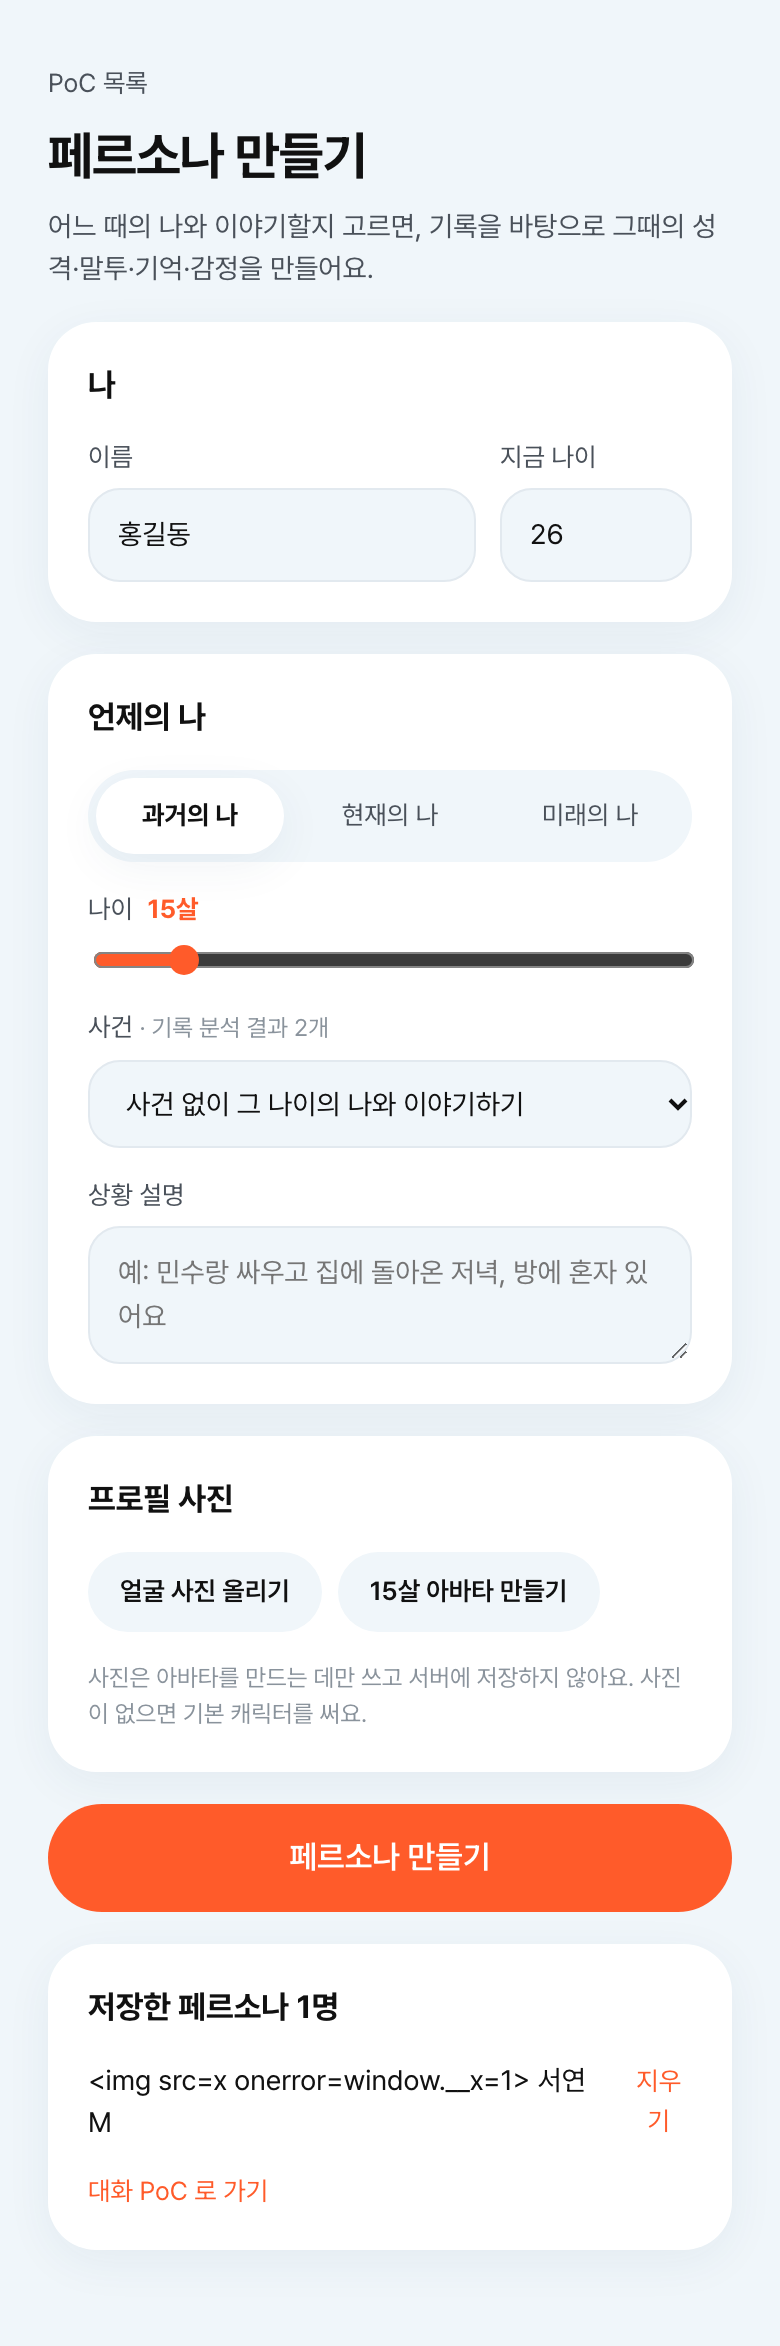 PoC 목록
페르소나 만들기
어느 때의 나와 이야기할지 고르면, 기록을 바탕으로 그때의 성
격·말투·기억·감정을 만들어요.
나
이름
지금 나이
홍길동
26
언제의 나
과거의 나
현재의 나
미래의 나
나이 15살
사건 · 기록 분석 결과 2개
사건 없이 그 나이의 나와 이야기하기
상황 설명
예: 민수랑 싸우고 집에 돌아온 저녁, 방에 혼자 있
어요
프로필 사진
얼굴 사진 올리기
15살 아바타 만들기
사진은 아바타를 만드는 데만 쓰고 서버에 저장하지 않아요. 사진
이 없으면 기본 캐릭터를 써요.
페르소나 만들기
저장한 페르소나 1명
<img src=x onerror=window.__x=1> 서연
M
지우
기
대화 PoC 로 가기